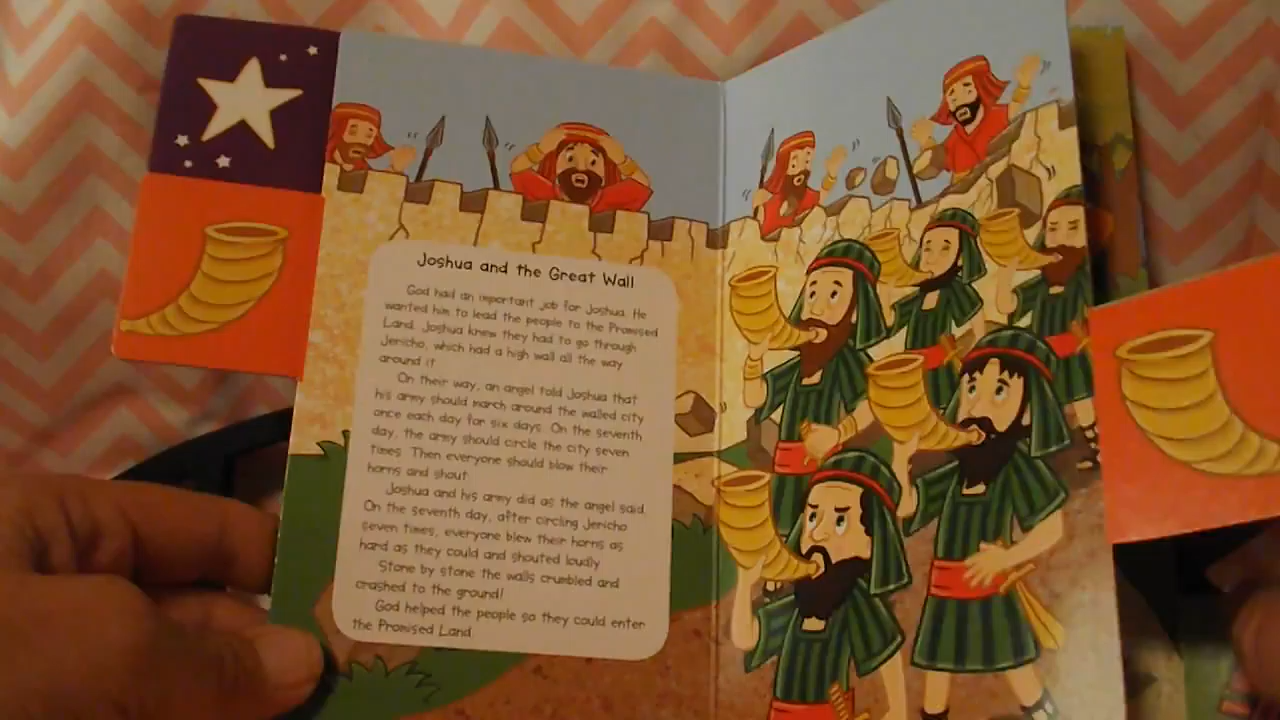 Joshua and the Great Wall
God had an important job for Joshua. He
wanted him to lead the people to the Promised
Land. Joshua knew they had to go through
Jericho, which had a high wall all the way
around it.
On their way, an angel told Joshua that
his army should march around the walled city
once each day for six days. On the seventh
day, the army should circle the city seven
times. Then everyone should blow their
horns and shout.
Joshua and his army did as the angel said.
On the seventh day, after circling Jericho
seven times, everyone blew their horns as
hard as they could and shouted loudly.
Stone by stone the walls crumbled and
crashed to the ground!
God helped the people so they could enter
the Promised Land.